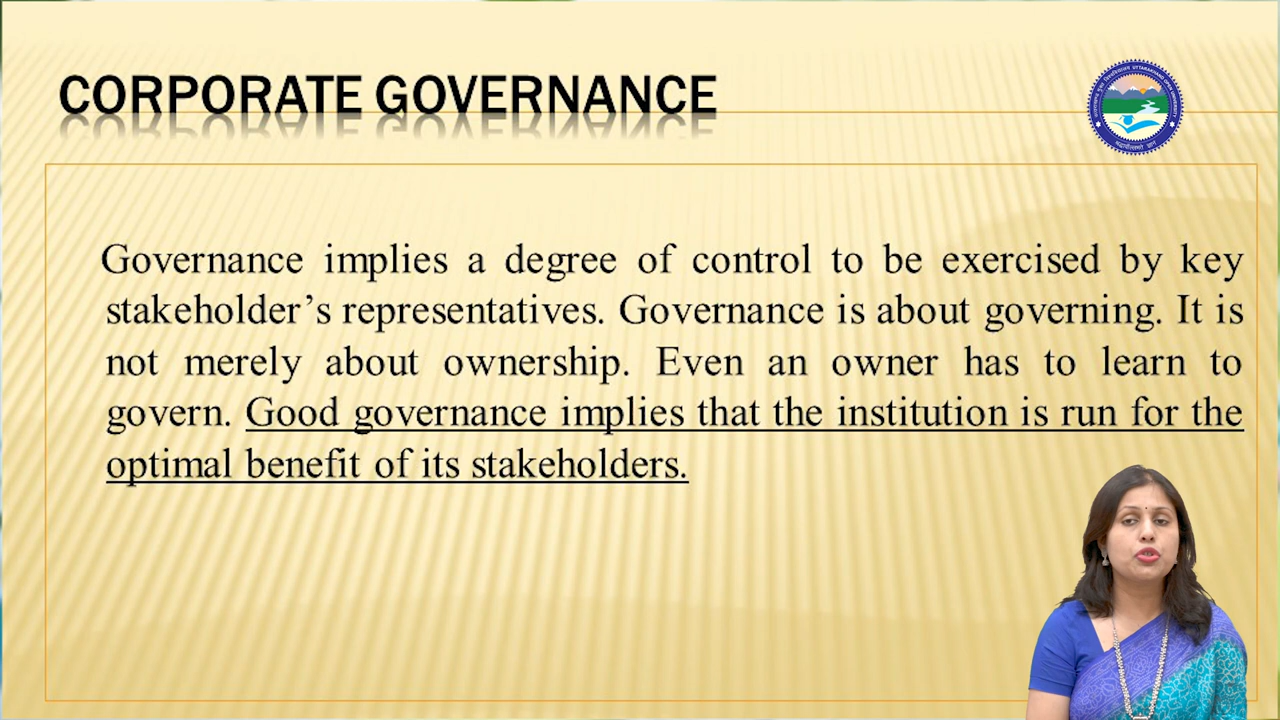 CORPORATE GOVERNANCE
Governance implies a degree of control to be exercised by key
stakeholder’s representatives. Governance is about governing. It is
not merely about ownership. Even an owner has to learn to
govern. Good governance implies that the institution is run for the
optimal benefit of its stakeholders.